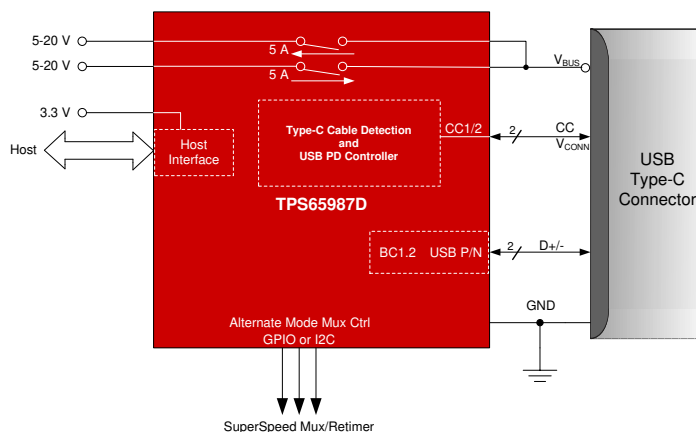 5-20 V
5 A
5-20 V
5 A
VBUS
3.3 V
Host
Host
Interface
Type-C Cable Detection
and
USB PD Controller
CC1/2
2
CC
VCONN
USB
Type-C
Connector
TPS65987D
BC1.2 USB P/N
2
D+/-
GND
Alternate Mode Mux Ctrl
GPIO or I2C
SuperSpeed Mux/Retimer